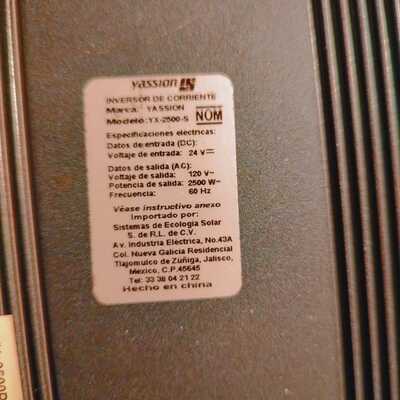 yassion
INVERSOR DE CORRIENTE
Marca: YASSION
Modelo: YX-2500-S
NOM
Especificaciones electricas:
Datos de entrada (DC):
Voltaje de entrada: 24 V⎓
Datos de salida (AC):
Voltaje de salida: 120 V~
Potencia de salida: 2500 W~
Frecuencia: 60 Hz
Véase instructivo anexo
Importado por:
Sistemas de Ecología Solar
S. de R.L. de C.V.
Av. Industria Eléctrica, No.43A
Col. Nueva Galicia Residencial
Tlajomulco de Zuñiga, Jalisco,
Mexico, C.P.45645
Tel: 33 38 04 21 22
Hecho en china